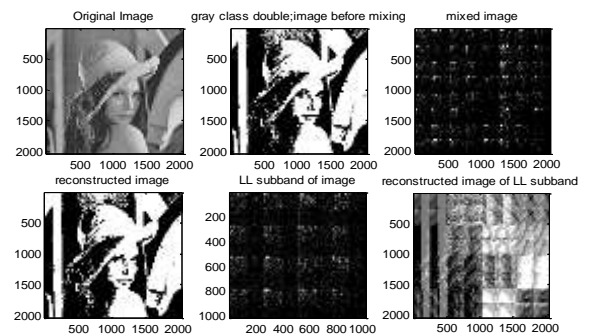 Original Image
gray class double;image before mixing
mixed image
500
1000
1500
2000
500 1000 1500 2000
500
1000
1500
2000
500 1000 1500 2000
500
1000
1500
2000
500 1000 1500 2000
reconstructed image
LL subband of image
reconstructed image of LL subband
500
1000
1500
2000
500 1000 1500 2000
200
400
600
800
1000
200 400 600 800 1000
500
1000
1500
2000
500 1000 1500 2000